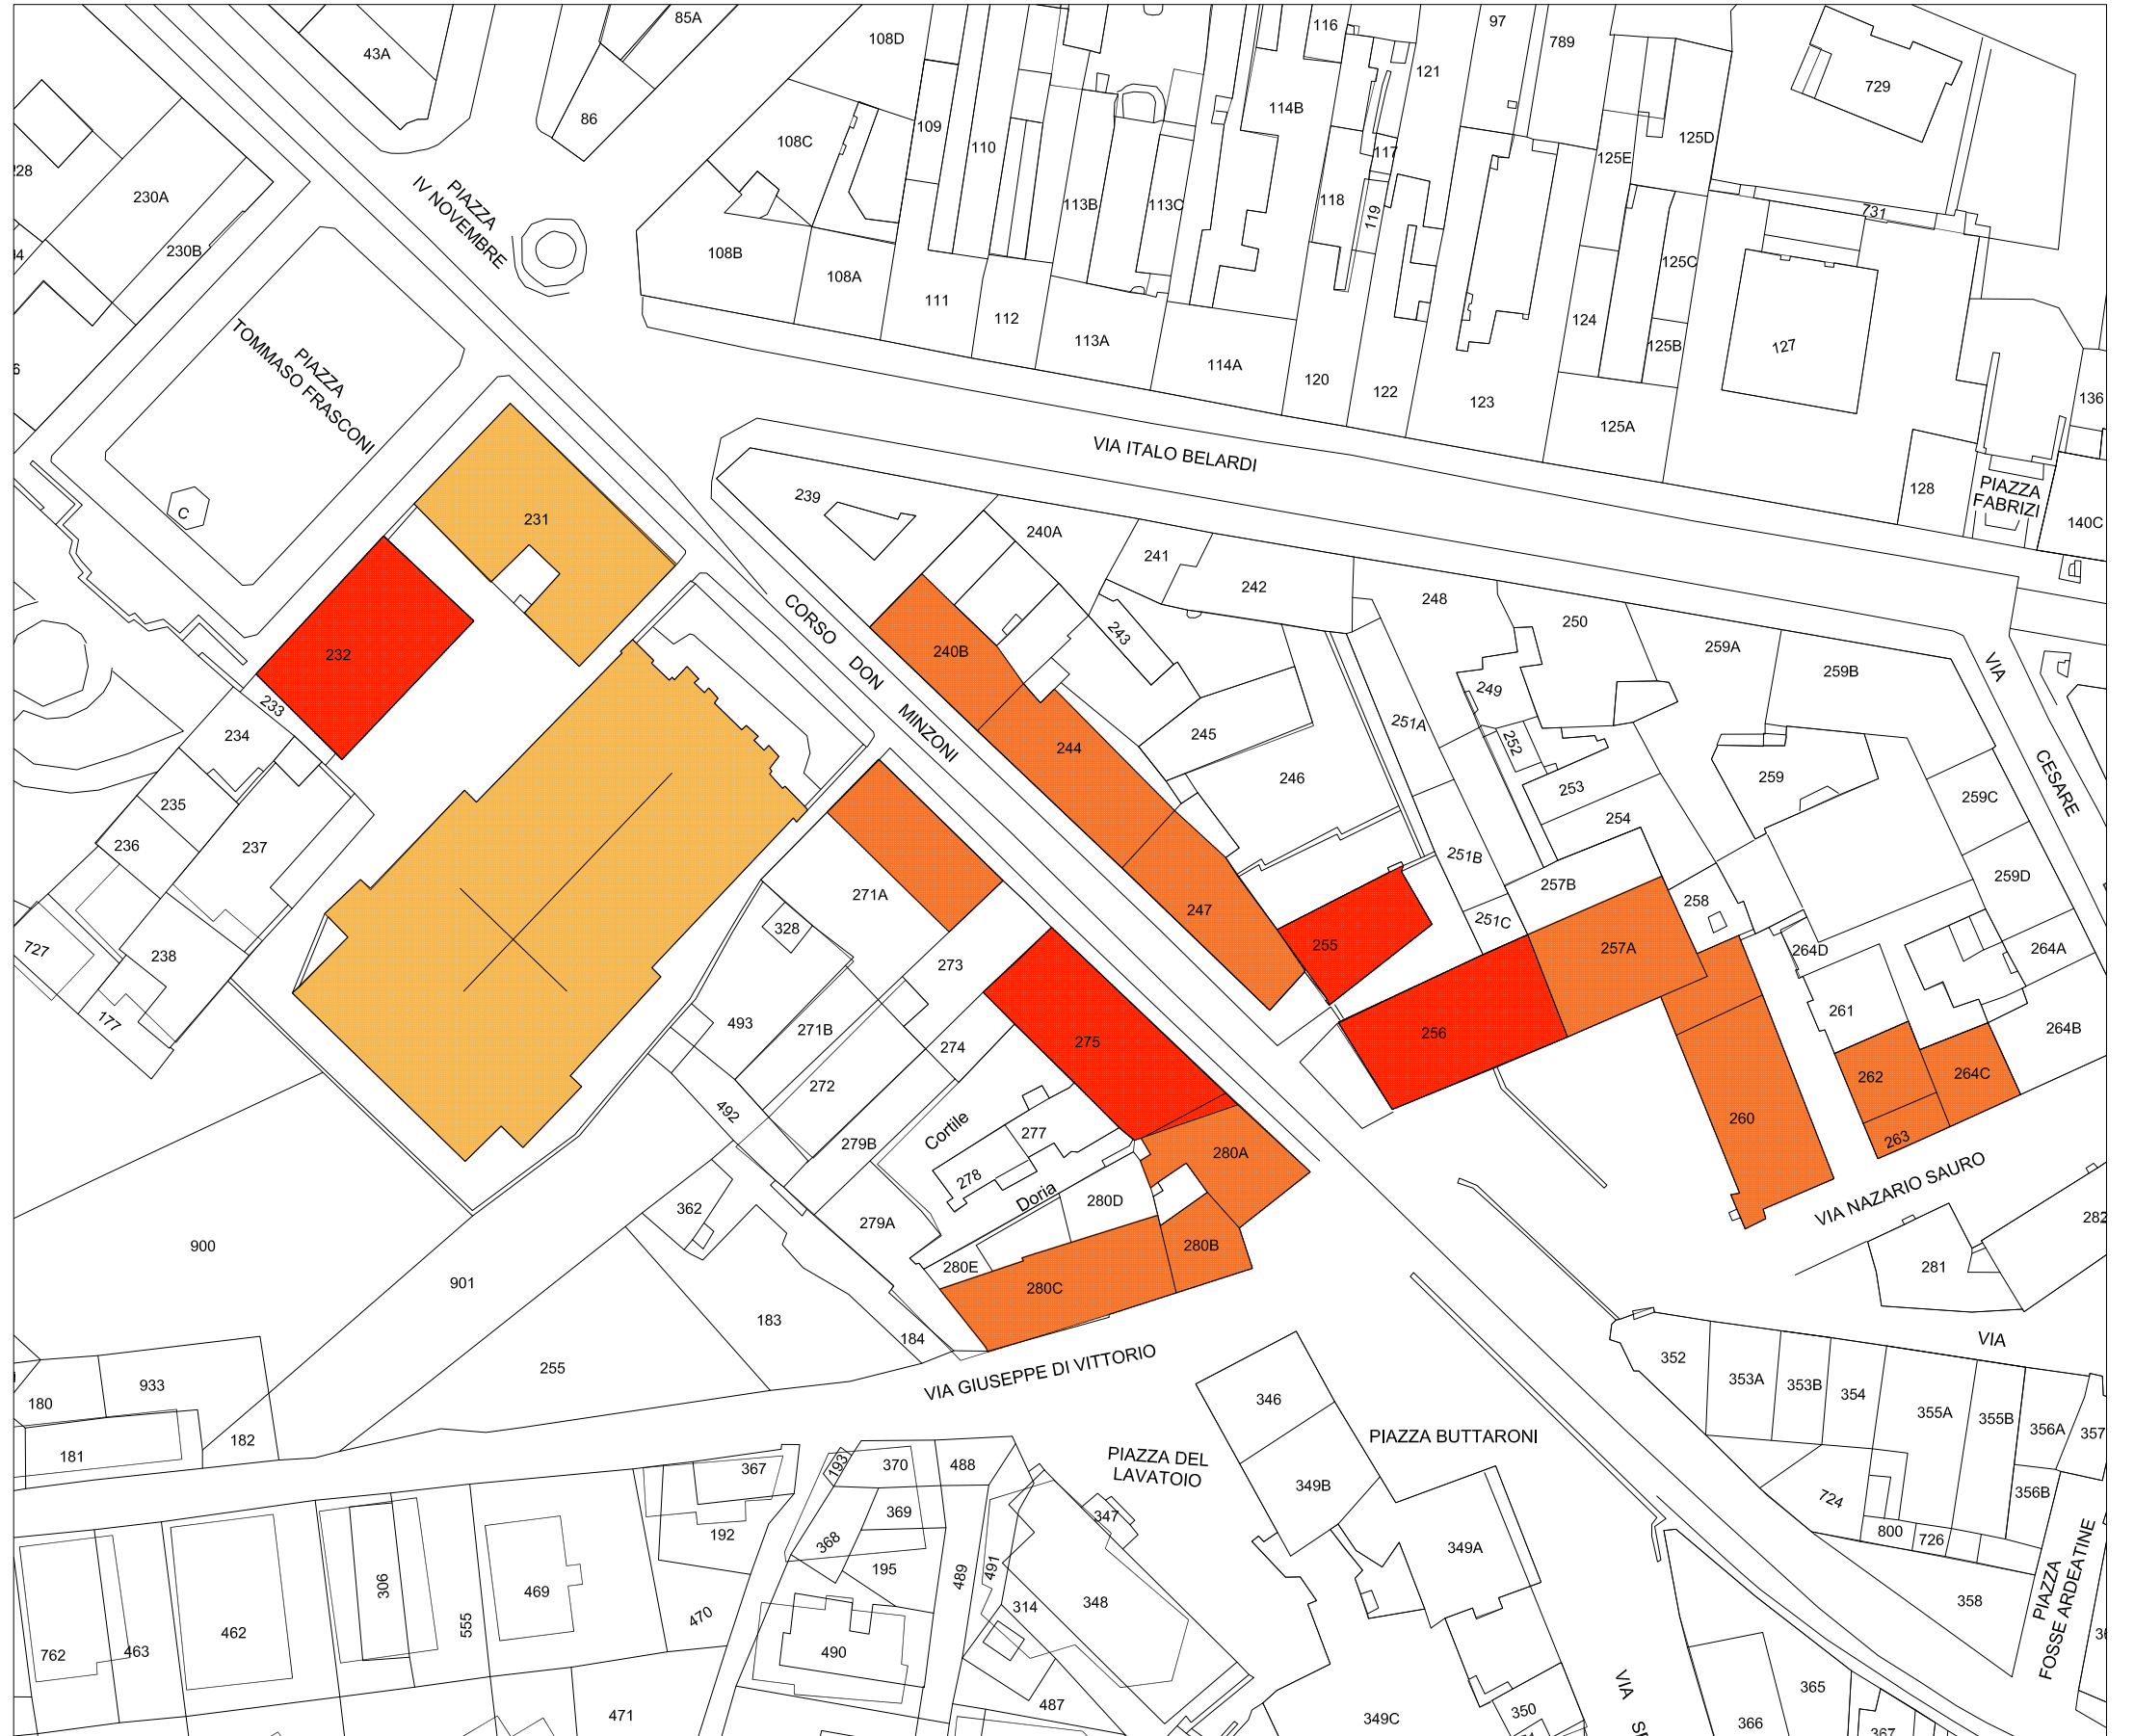 85A
43A
108D
116
97
789
121
729
86
114B
108C
109
110
117
125E
125D
230A
118
119
113B
113C
PIAZZA
IV NOVEMBRE
731
230B
108B
108A
125C
111
112
113A
124
125B
127
114A
120
122
123
125A
136
PIAZZA
TOMMASO FRASCONI
VIA ITALO BELARDI
128
PIAZZA
FABRIZI
140C
C
231
239
240A
241
242
243
248
250
259A
259B
CORSO DON MINZONI
240B
232
233
234
235
236
237
238
727
177
244
245
246
247
249
251A
252
253
254
251B
251C
257B
258
259
259C
259D
VIA CESARE
255
256
257A
264D
264A
261
264B
262
264C
263
260
271A
328
273
493
271B
274
275
272
492
279B
Cortile
277
278
Doria
280A
280D
279A
280E
280B
280C
362
900
901
183
184
255
VIA NAZARIO SAURO
281
282
VIA
VIA GIUSEPPE DI VITTORIO
180
933
181
182
352
353A
353B
354
355A
355B
356A
357
356B
346
349B
PIAZZA BUTTARONI
PIAZZA DEL
LAVATOIO
349A
724
800
726
358
PIAZZA
FOSSE ARDEATINE
193
370
488
367
369
368
192
195
489
491
347
348
314
490
487
306
469
470
555
462
463
762
471
349C
350
VIA
365
366
367